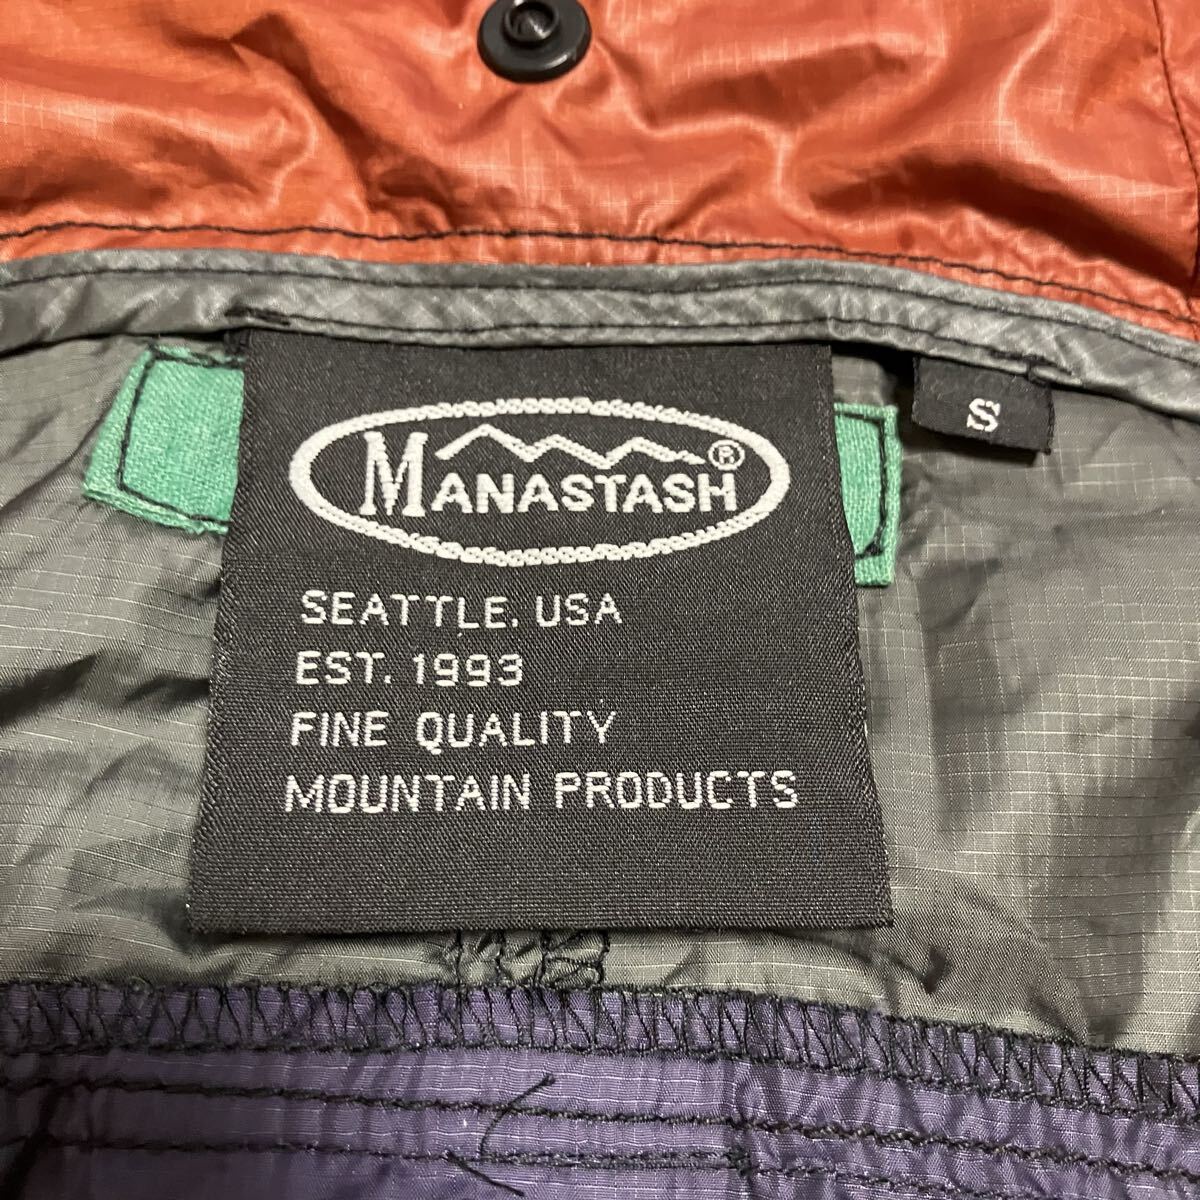 MANASTASH®
SEATTLE, USA
EST. 1993
FINE QUALITY
MOUNTAIN PRODUCTS
S